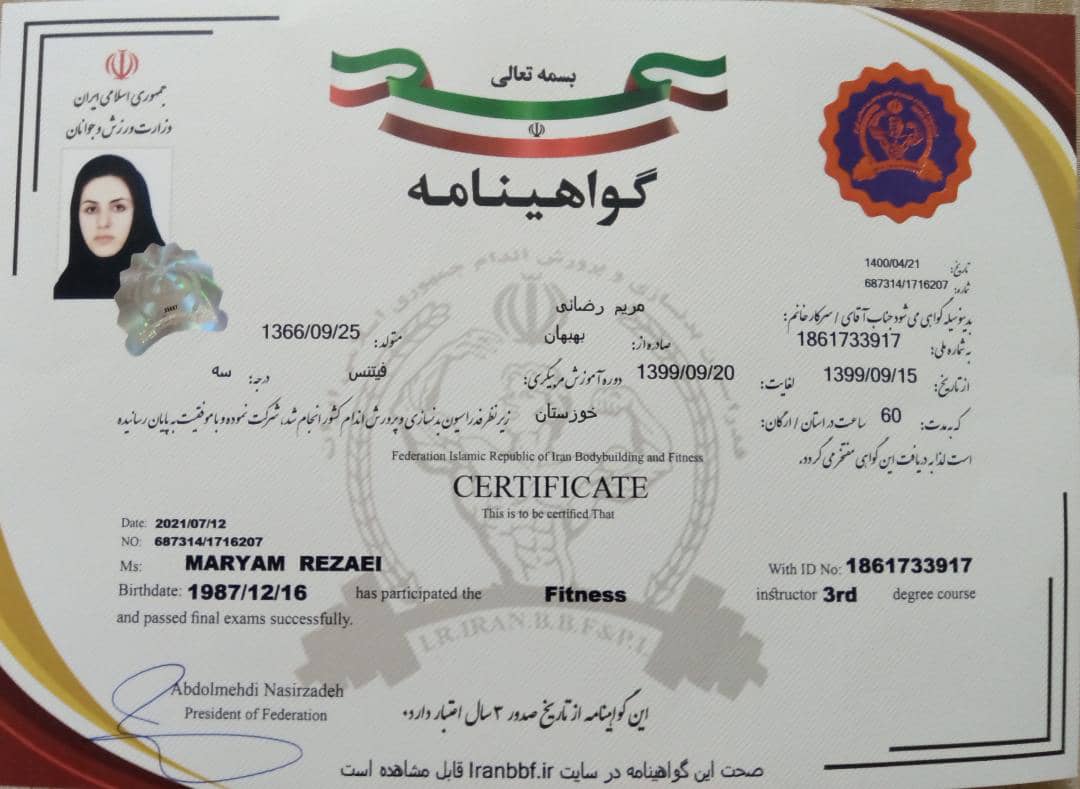 جمهوری اسلامی ایران
وزارت ورزش و جوانان
بسمه تعالی
گواهینامه
تاریخ: 1400/04/21
شماره: 687314/1716207
بدینوسیله گواهی می شود جناب آقای / سرکار خانم: مریم رضائی
به شماره ملی: 1861733917 صادره از: بهبهان متولد: 1366/09/25
از تاریخ: 1399/09/15 لغایت: 1399/09/20 دوره آموزش مربیگری: فیتنس درجه: سه
که به مدت: 60 ساعت در استان / ارگان: خوزستان زیر نظر فدراسیون بدنسازی و پرورش اندام کشور انجام شد، شرکت نموده و با موفقیت به پایان رسانیده
است لذا به دریافت این گواهی مفتخر می گردد.
Federation Islamic Republic of Iran Bodybuilding and Fitness
CERTIFICATE
This is to be certified That
Date: 2021/07/12
NO: 687314/1716207
Ms: MARYAM REZAEI With ID No: 1861733917
Birthdate: 1987/12/16 has participated the Fitness instructor 3rd degree course
and passed final exams successfully.
I.R.IRAN.B.B.F&P.L
Abdolmehdi Nasirzadeh
President of Federation
این گواهینامه از تاریخ صدور ۳ سال اعتبار دارد.
صحت این گواهینامه در سایت Iranbbf.ir قابل مشاهده است